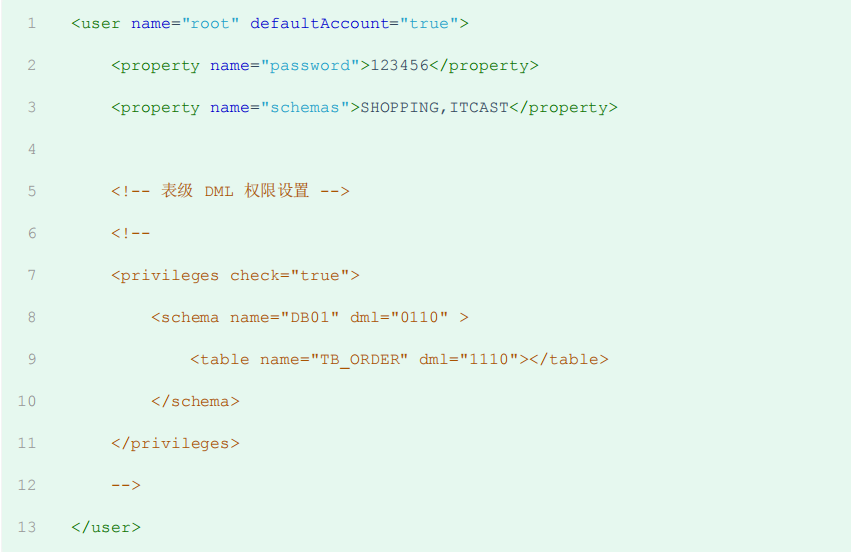 1 <user name="root" defaultAccount="true">
2 <property name="password">123456</property>
3 <property name="schemas">SHOPPING,ITCAST</property>
4
5 <!-- 表级 DML 权限设置 -->
6 <!--
7 <privileges check="true">
8 <schema name="DB01" dml="0110" >
9 <table name="TB_ORDER" dml="1110"></table>
10 </schema>
11 </privileges>
12 -->
13 </user>